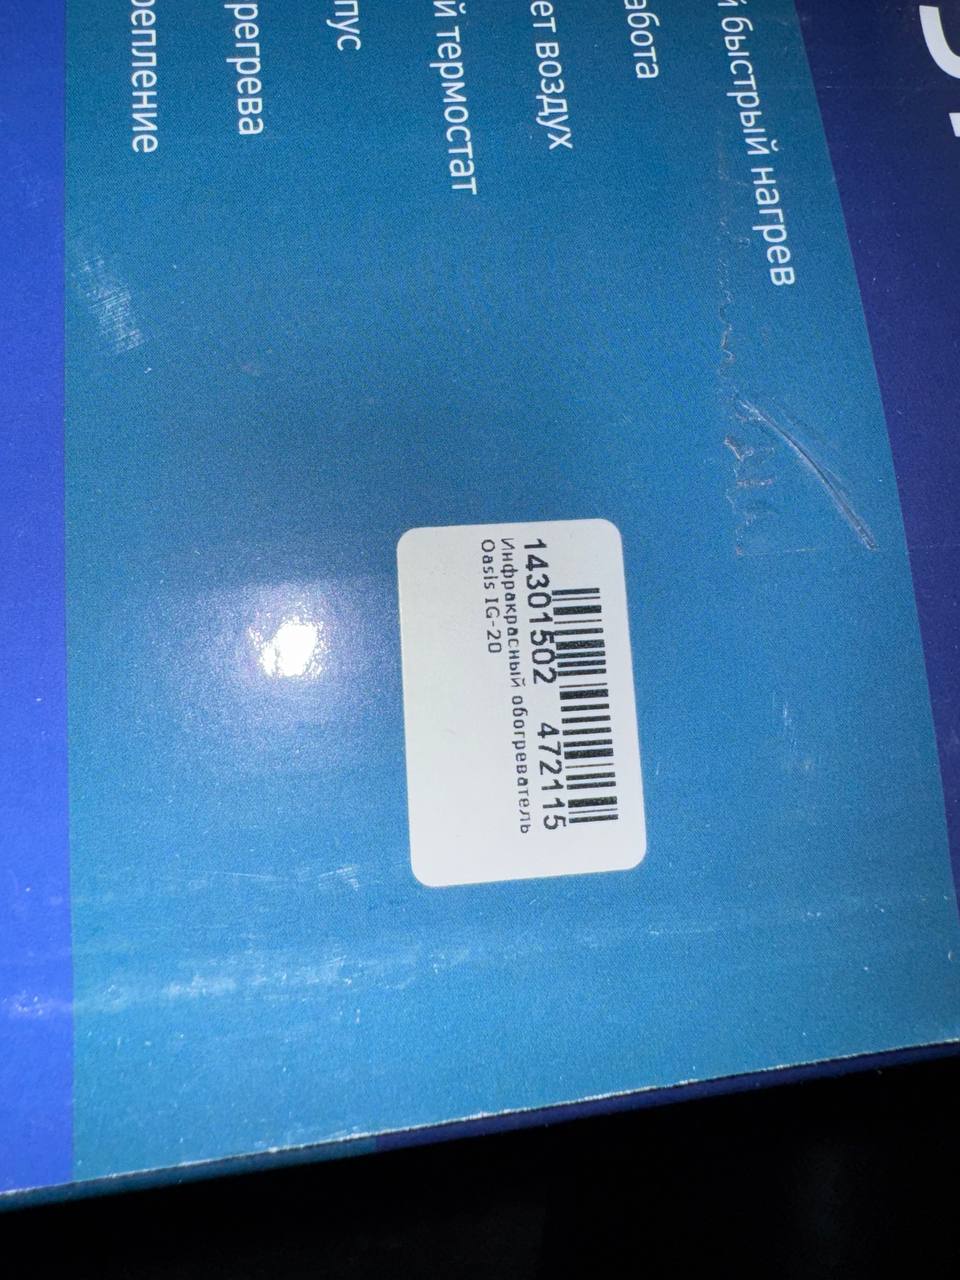 й быстрый нагрев
абота
ет воздух
й термостат
пус
регрева
репление
14301502 472115
Инфракрасный обогреватель
Oasis IG-20